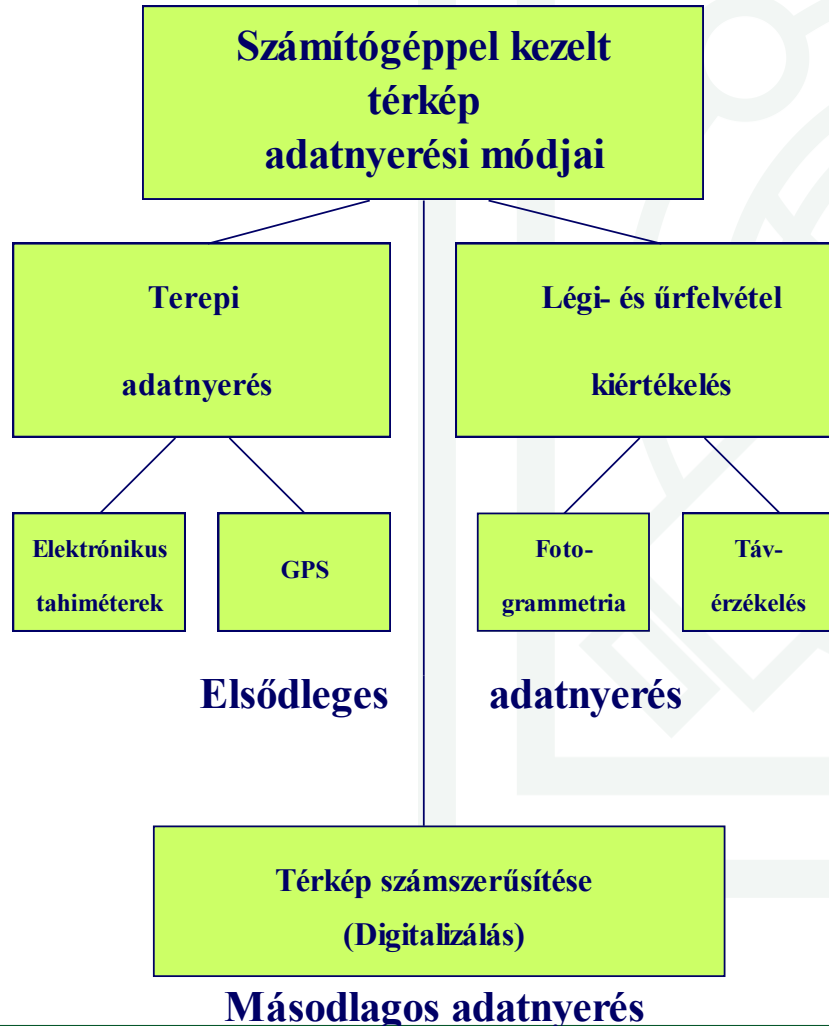 Számítógéppel kezelt
térkép
adatnyerési módjai
Terepi
adatnyerés
Légi- és űrfelvétel
kiértékelés
Elektrónikus
tahiméterek
GPS
Foto-
grammetria
Táv-
érzékelés
Elsődleges adatnyerés
Térkép számszerűsítése
(Digitalizálás)
Másodlagos adatnyerés